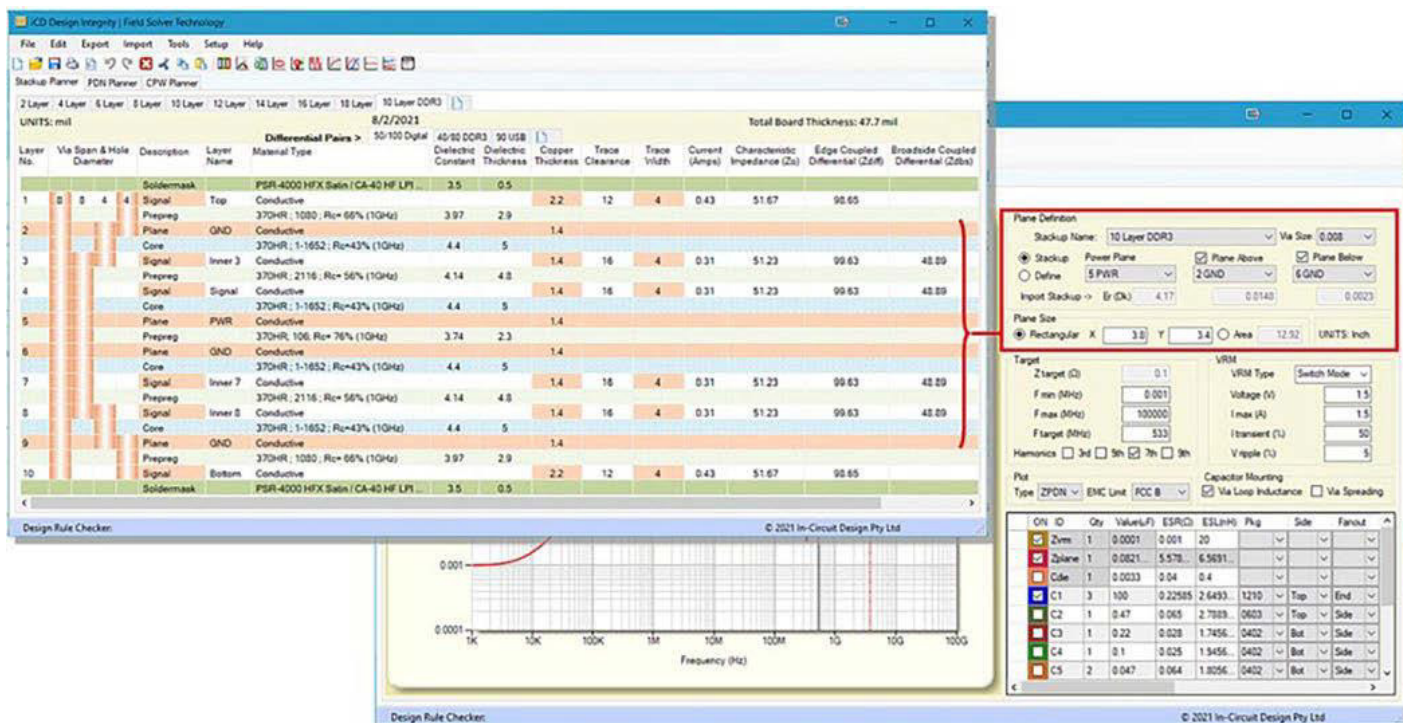 iCD Design Integrity | Field Solver Technology
File Edit Export Import Tools Setup Help
Stackup Planner PDN Planner CPW Planner
2 Layer 4 Layer 6 Layer 8 Layer 10 Layer 12 Layer 14 Layer 16 Layer 18 Layer 10 Layer DDR3
UNITS: mil 8/2/2021 Total Board Thickness: 47.7 mil
Differential Pairs > 50/100 Digital 40/80 DDR3 90 USB
Layer No. Via Span & Hole Diameter Description Layer Name Material Type Dielectric Constant Dielectric Thickness Copper Thickness Trace Clearance Trace Width Current (Amps) Characteristic Impedance (Zo) Edge Coupled Differential (Zdiff) Broadside Coupled Differential (Zdbs)
Soldermask PSR-4000 HFX Satin / CA-40 HF LPI ... 3.5 0.5
1 8 8 4 4 Signal Top Conductive 2.2 12 4 0.43 51.67 98.65
Prepreg 370HR ; 1080 ; Rc= 66% (1GHz) 3.97 2.9
2 Plane GND Conductive 1.4
Core 370HR ; 1-1652 ; Rc=43% (1GHz) 4.4 5
3 Signal Inner 3 Conductive 1.4 16 4 0.31 51.23 99.63 48.89
Prepreg 370HR ; 2116 ; Rc= 56% (1GHz) 4.14 4.8
4 Signal Signal Conductive 1.4 16 4 0.31 51.23 99.63 48.89
Core 370HR ; 1-1652 ; Rc=43% (1GHz) 4.4 5
5 Plane PWR Conductive 1.4
Prepreg 370HR, 106, Rc= 76% (1GHz) 3.74 2.3
6 Plane GND Conductive 1.4
Core 370HR ; 1-1652 ; Rc=43% (1GHz) 4.4 5
7 Signal Inner 7 Conductive 1.4 16 4 0.31 51.23 99.63 48.89
Prepreg 370HR ; 2116 ; Rc= 56% (1GHz) 4.14 4.8
8 Signal Inner 8 Conductive 1.4 16 4 0.31 51.23 99.63 48.89
Core 370HR ; 1-1652 ; Rc=43% (1GHz) 4.4 5
9 Plane GND Conductive 1.4
Prepreg 370HR ; 1080 ; Rc= 66% (1GHz) 3.97 2.9
10 Signal Bottom Conductive 2.2 12 4 0.43 51.67 98.65
Soldermask PSR-4000 HFX Satin / CA-40 HF LPI ... 3.5 0.5
Design Rule Checker: © 2021 In-Circuit Design Pty Ltd
Plane Definition
Stackup Name: 10 Layer DDR3 Via Size: 0.008
Stackup Power Plane Plane Above Plane Below
Define 5 PWR 2 GND 6 GND
Import Stackup -> Er (Dk) 4.17 0.0148 0.0023
Plane Size
Rectangular X 3.8 Y 3.4 Area 12.92 UNITS: Inch
Target VRM
Z target (Ω) 0.1 VRM Type Switch Mode
F min (MHz) 0.001 Voltage (V) 1.5
F max (MHz) 100000 I max (A) 1.5
F target (MHz) 533 I transient (%) 50
Harmonics 3rd 5th 7th 9th V ripple (%) 5
Plot Capacitor Mounting
Type ZPDN EMC Limit FCC B Via Loop Inductance Via Spreading
ON ID Qty Value(uF) ESR(Ω) ESL(nH) Pkg Side Fanout
Zvrm 1 0.0001 0.001 20
Zplane 1 0.0821... 5.578... 6.5691...
Cdie 1 0.0033 0.04 0.4
C1 3 100 0.22585 2.6493... 1210 Top End
C2 1 0.47 0.065 2.7889... 0603 Top Side
C3 1 0.22 0.028 1.7456... 0402 Bot Side
C4 1 0.1 0.025 1.9456... 0402 Bot Side
C5 2 0.047 0.064 1.8056... 0402 Bot Side
0.001
0.0001
1K 10K 100K 1M 10M 100M 1G 10G 100G
Frequency (Hz)
Design Rule Checker: © 2021 In-Circuit Design Pty Ltd